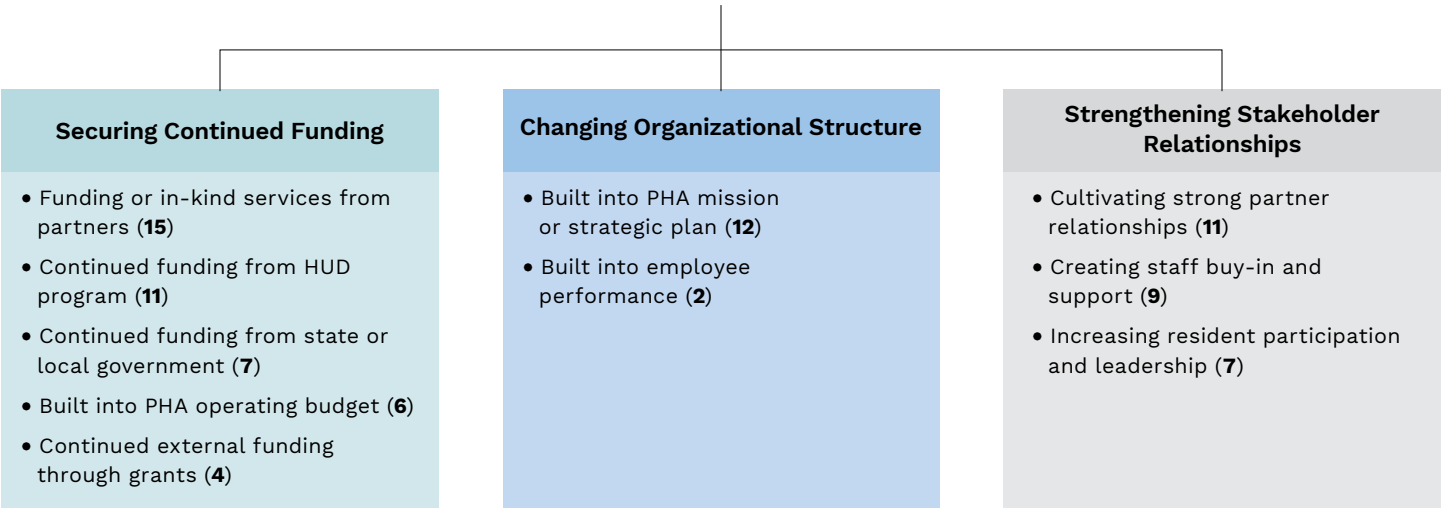 Securing Continued Funding
• Funding or in-kind services from
partners (15)
• Continued funding from HUD
program (11)
• Continued funding from state or
local government (7)
• Built into PHA operating budget (6)
• Continued external funding
through grants (4)
Changing Organizational Structure
• Built into PHA mission
or strategic plan (12)
• Built into employee
performance (2)
Strengthening Stakeholder
Relationships
• Cultivating strong partner
relationships (11)
• Creating staff buy-in and
support (9)
• Increasing resident participation
and leadership (7)